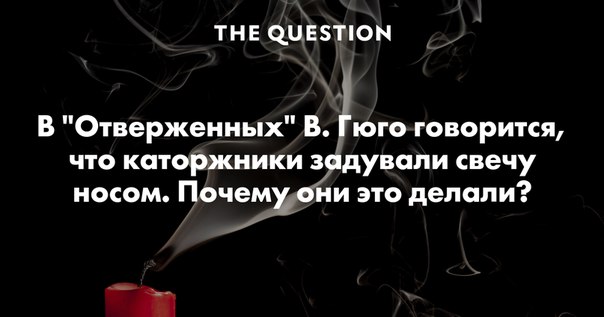 THE QUESTION
В "Отверженных" В. Гюго говорится,
что каторжники задували свечу
носом. Почему они это делали?